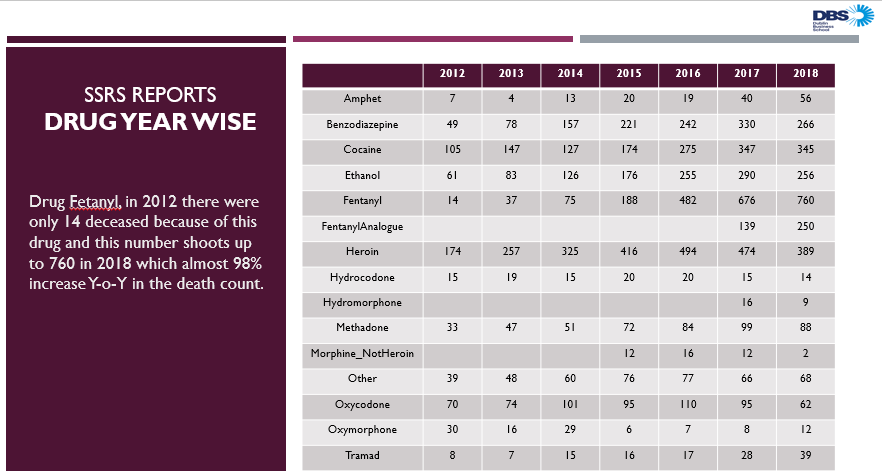 DBS
Dublin
Business
School
SSRS REPORTS
DRUG YEAR WISE
Drug Fetanyl, in 2012 there were
only 14 deceased because of this
drug and this number shoots up
to 760 in 2018 which almost 98%
increase Y-o-Y in the death count.
2012 2013 2014 2015 2016 2017 2018
Amphet 7 4 13 20 19 40 56
Benzodiazepine 49 78 157 221 242 330 266
Cocaine 105 147 127 174 275 347 345
Ethanol 61 83 126 176 255 290 256
Fentanyl 14 37 75 188 482 676 760
FentanylAnalogue 139 250
Heroin 174 257 325 416 494 474 389
Hydrocodone 15 19 15 20 20 15 14
Hydromorphone 16 9
Methadone 33 47 51 72 84 99 88
Morphine_NotHeroin 12 16 12 2
Other 39 48 60 76 77 66 68
Oxycodone 70 74 101 95 110 95 62
Oxymorphone 30 16 29 6 7 8 12
Tramad 8 7 15 16 17 28 39